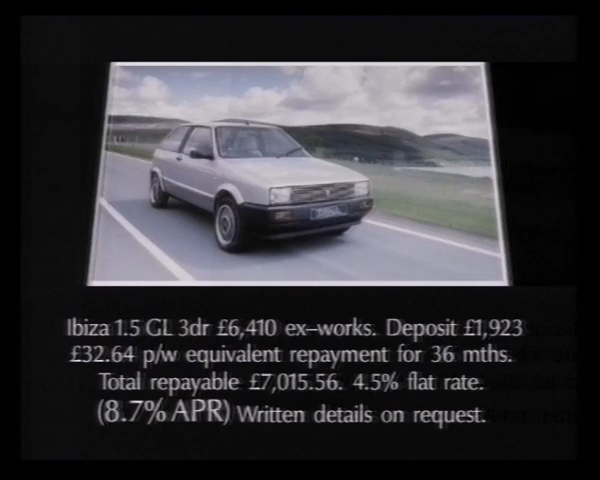 Ibiza 1.5 GL 3dr £6,410 ex–works. Deposit £1,923
£32.64 p/w equivalent repayment for 36 mths.
Total repayable £7,015.56. 4.5% flat rate.
(8.7% APR) Written details on request.